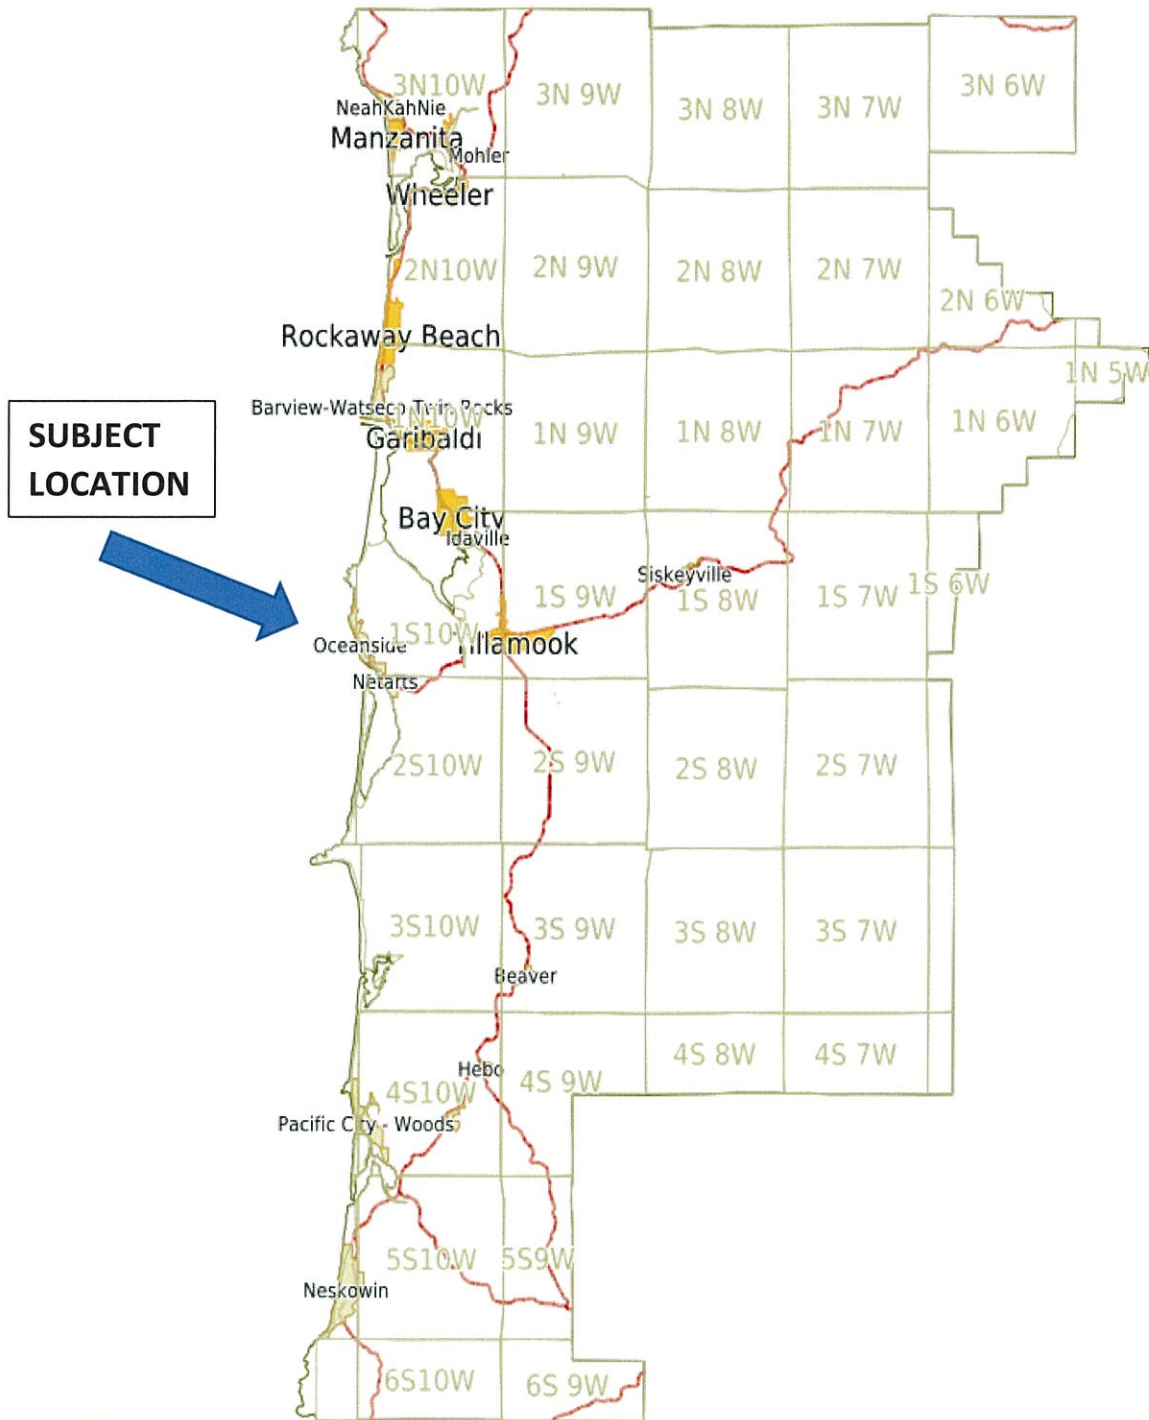 3N10W
3N 9W
3N 8W
3N 7W
3N 6W
NeahKahNie
Manzanita
Mohler
Wheeler
2N10W
2N 9W
2N 8W
2N 7W
2N 6W
Rockaway Beach
1N 5W
Barview-Watseco-Twin Rocks
1N10W
1N 9W
1N 8W
1N 7W
1N 6W
Garibaldi
SUBJECT
LOCATION
Bay City
Idaville
Siskeyville
1S 9W
1S 8W
1S 7W
1S 6W
Oceanside
1S10W
Tillamook
Netarts
2S10W
2S 9W
2S 8W
2S 7W
3S10W
3S 9W
3S 8W
3S 7W
Beaver
4S 8W
4S 7W
Hebo
4S10W
4S 9W
Pacific City - Woods
5S10W
5S9W
Neskowin
6S10W
6S 9W